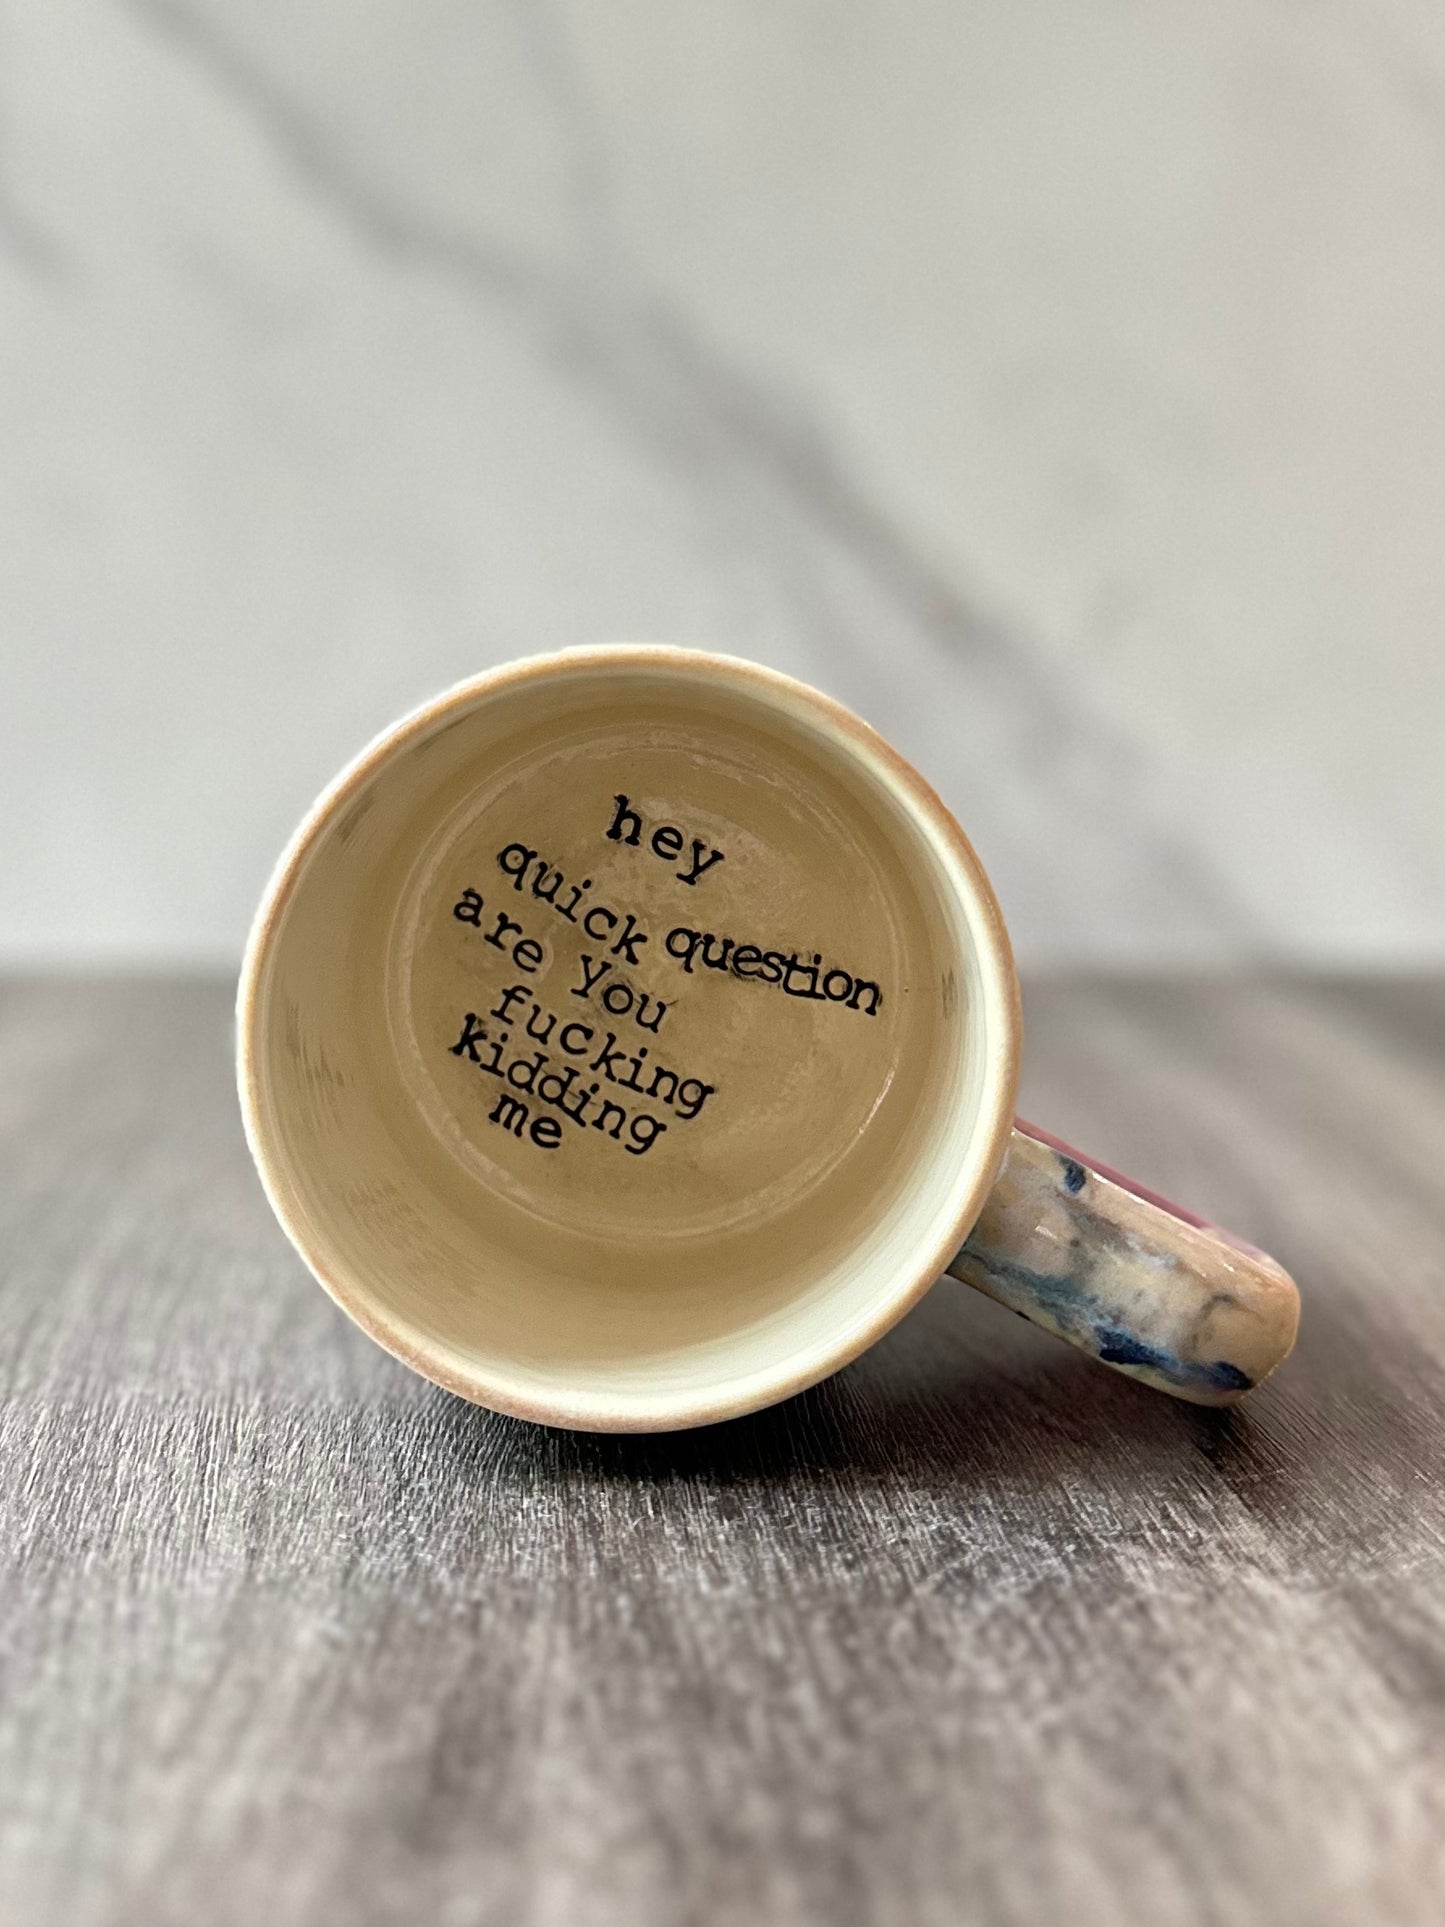 hey
quick question
are you
fucking
kidding
me